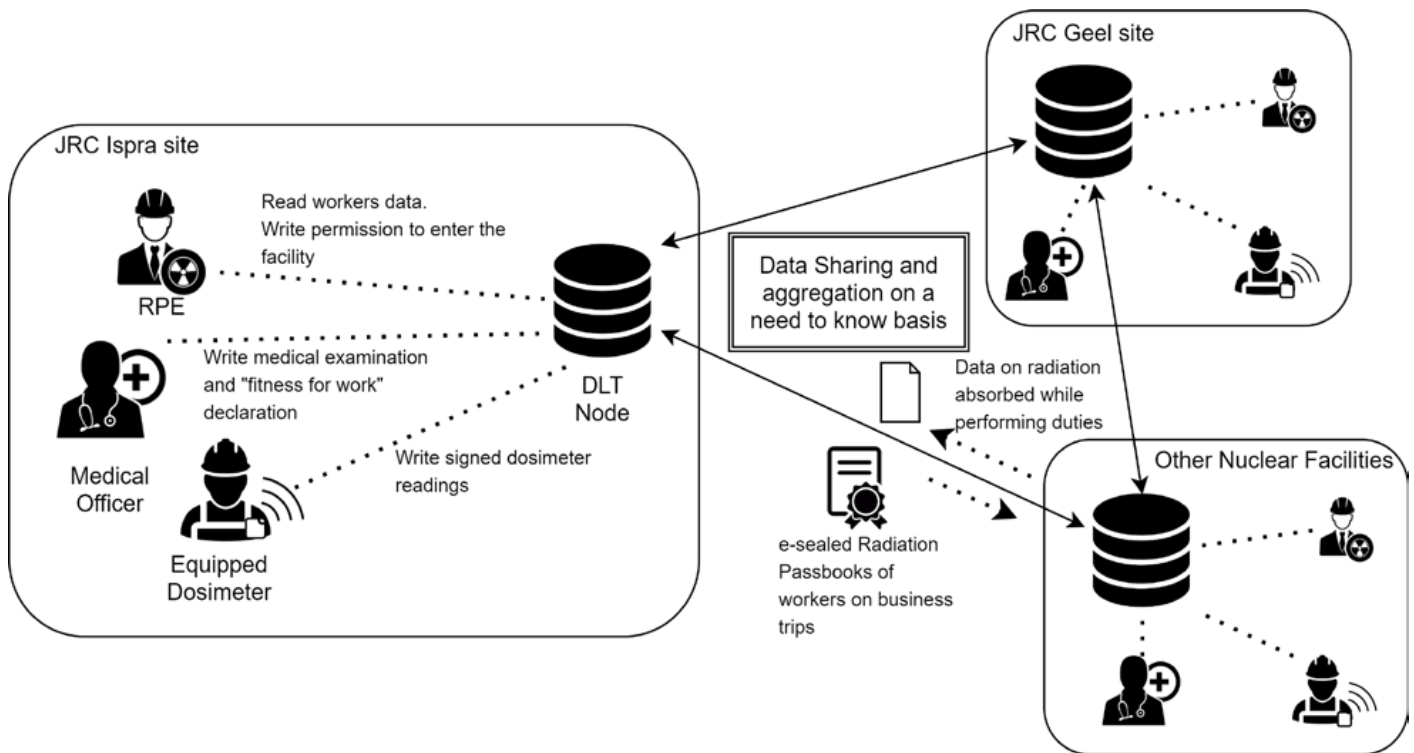 JRC Geel site
JRC Ispra site
Read workers data.
Write permission to enter the
facility
RPE
Write medical examination
and "fitness for work"
declaration
Medical
Officer
Write signed dosimeter
readings
Equipped
Dosimeter
DLT
Node
Data Sharing and
aggregation on a
need to know basis
Data on radiation
absorbed while
performing duties
e-sealed Radiation
Passbooks of
workers on business
trips
Other Nuclear Facilities